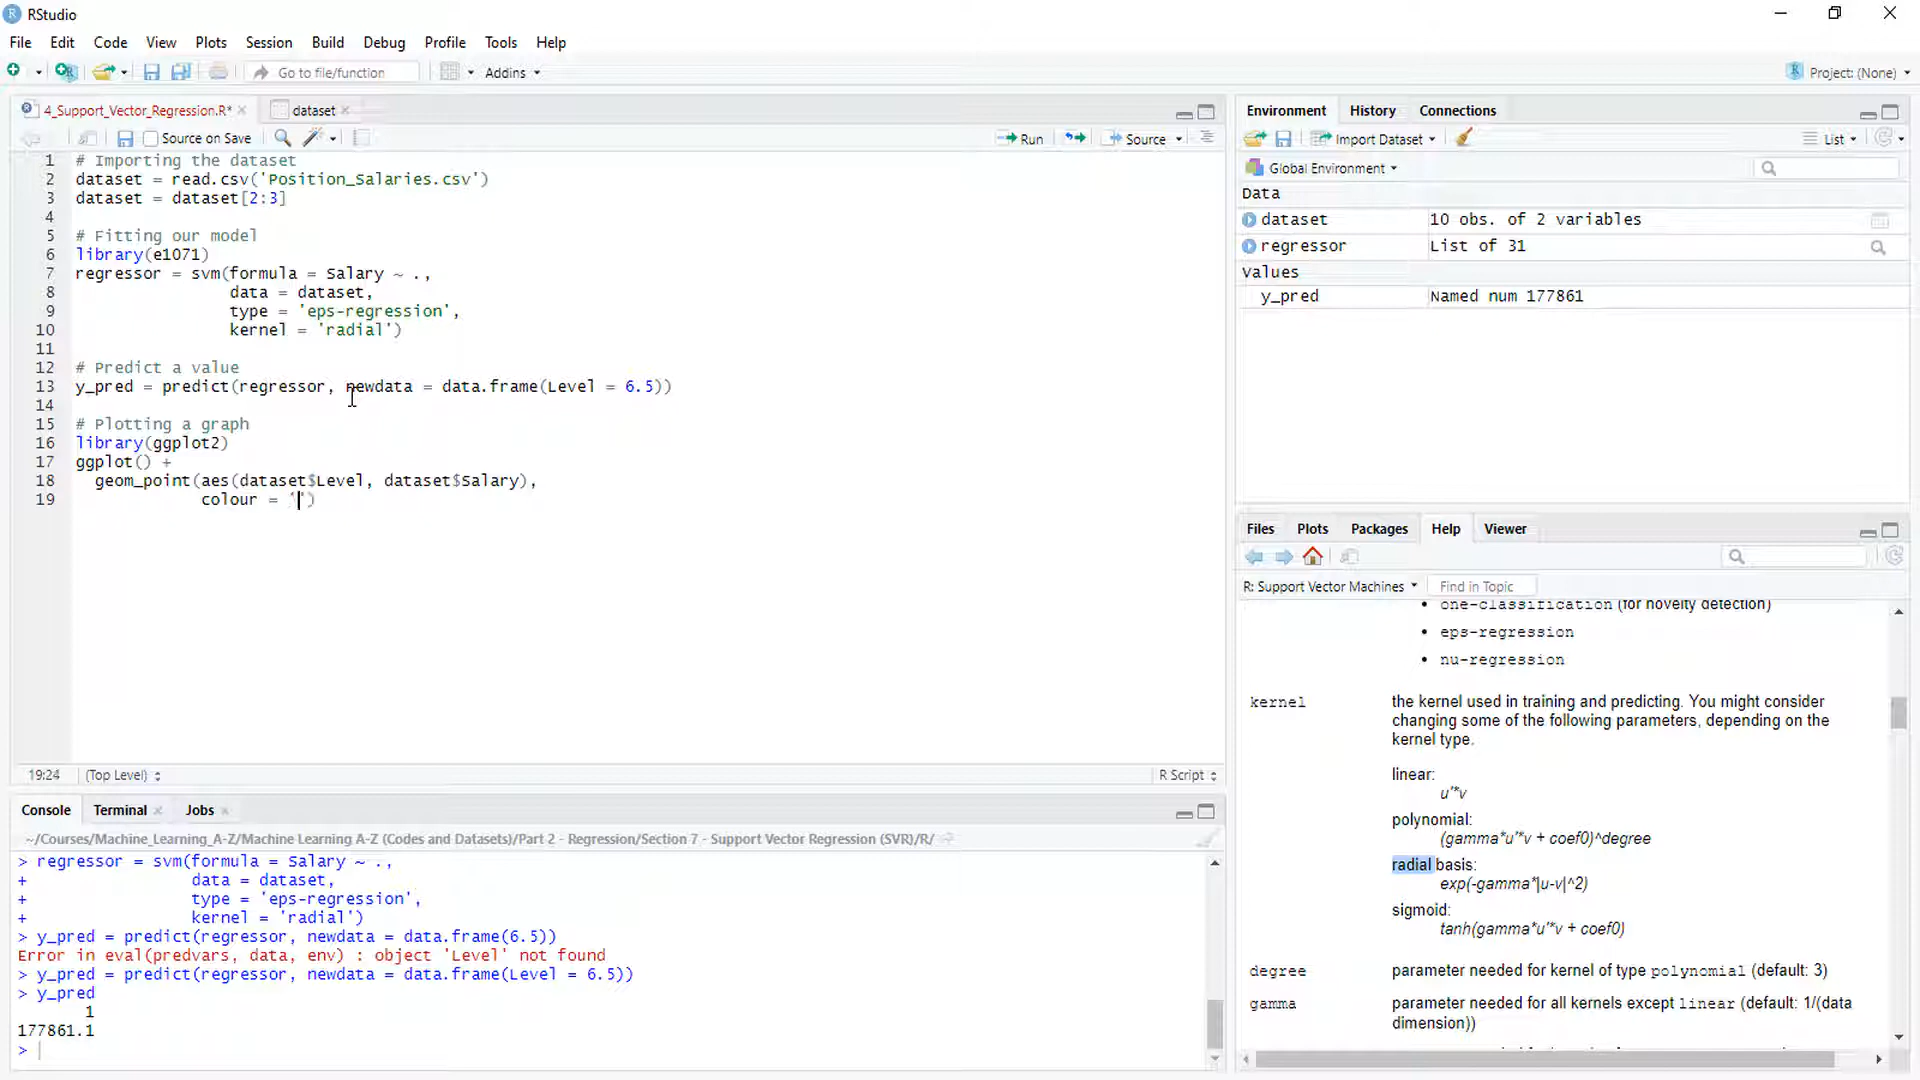 RStudio
File Edit Code View Plots Session Build Debug Profile Tools Help
Go to file/function Addins Project: (None)
4_Support_Vector_Regression.R* dataset
Source on Save Run Source
1 # Importing the dataset
2 dataset = read.csv('Position_Salaries.csv')
3 dataset = dataset[2:3]
4
5 # Fitting our model
6 library(e1071)
7 regressor = svm(formula = Salary ~ .,
8 data = dataset,
9 type = 'eps-regression',
10 kernel = 'radial')
11
12 # Predict a value
13 y_pred = predict(regressor, newdata = data.frame(Level = 6.5))
14
15 # Plotting a graph
16 library(ggplot2)
17 ggplot() +
18 geom_point(aes(dataset$Level, dataset$Salary),
19 colour = '')
19:24 (Top Level) R Script
Console Terminal Jobs
~/Courses/Machine_Learning_A-Z/Machine Learning A-Z (Codes and Datasets)/Part 2 - Regression/Section 7 - Support Vector Regression (SVR)/R/
> regressor = svm(formula = Salary ~ .,
+ data = dataset,
+ type = 'eps-regression',
+ kernel = 'radial')
> y_pred = predict(regressor, newdata = data.frame(6.5))
Error in eval(predvars, data, env) : object 'Level' not found
> y_pred = predict(regressor, newdata = data.frame(Level = 6.5))
> y_pred
1
177861.1
>
Environment History Connections
Import Dataset List
Global Environment
Data
dataset 10 obs. of 2 variables
regressor List of 31
Values
y_pred Named num 177861
Files Plots Packages Help Viewer
R: Support Vector Machines Find in Topic
• one-classification (for novelty detection)
• eps-regression
• nu-regression
kernel the kernel used in training and predicting. You might consider
changing some of the following parameters, depending on the
kernel type.
linear:
u'*v
polynomial:
(gamma*u'*v + coef0)^degree
radial basis:
exp(-gamma*|u-v|^2)
sigmoid:
tanh(gamma*u'*v + coef0)
degree parameter needed for kernel of type polynomial (default: 3)
gamma parameter needed for all kernels except linear (default: 1/(data
dimension))